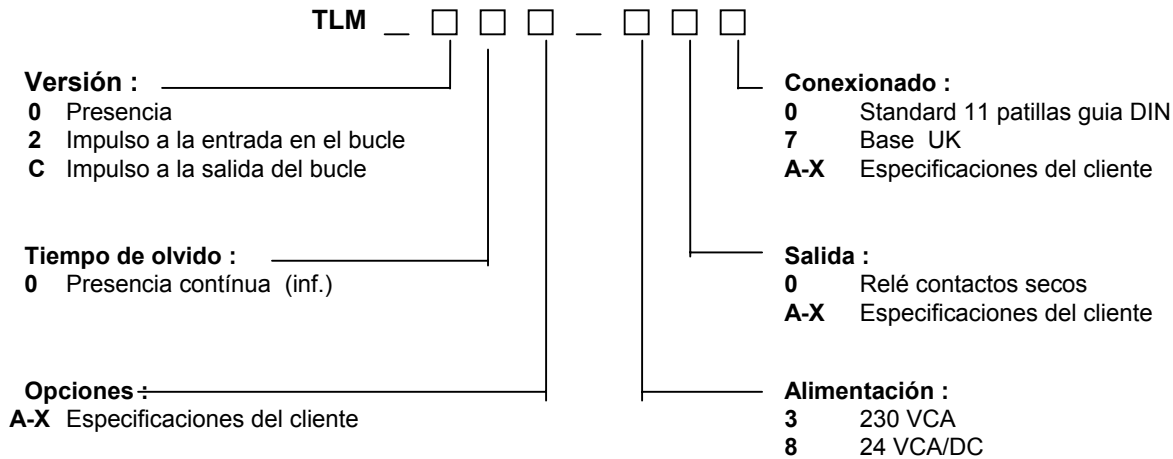 TLM _ □ □ □ _ □ □ □
Versión :
0 Presencia
2 Impulso a la entrada en el bucle
C Impulso a la salida del bucle
Tiempo de olvido :
0 Presencia contínua (inf.)
Opciones :
A-X Especificaciones del cliente
Conexionado :
0 Standard 11 patillas guia DIN
7 Base UK
A-X Especificaciones del cliente
Salida :
0 Relé contactos secos
A-X Especificaciones del cliente
Alimentación :
3 230 VCA
8 24 VCA/DC